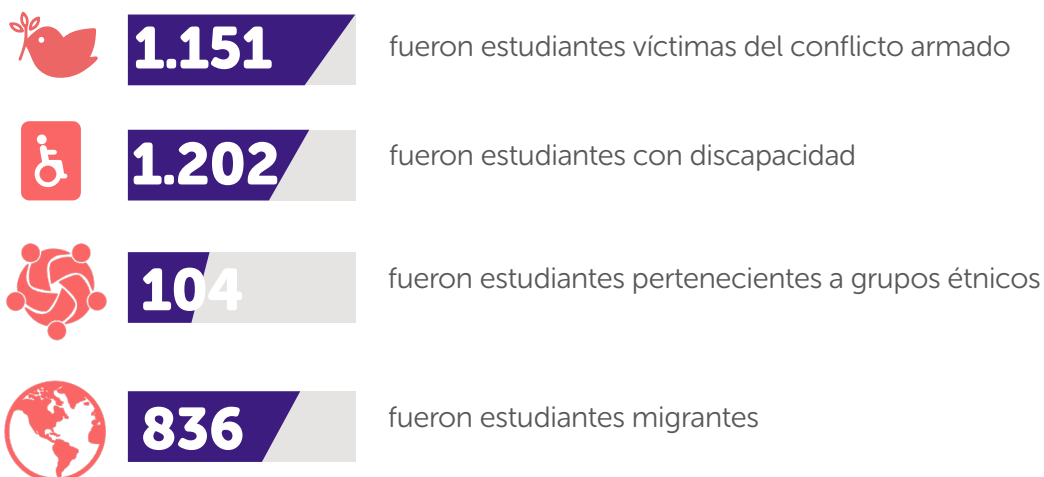 1.151 fueron estudiantes víctimas del conflicto armado
1.202 fueron estudiantes con discapacidad
104 fueron estudiantes pertenecientes a grupos étnicos
836 fueron estudiantes migrantes